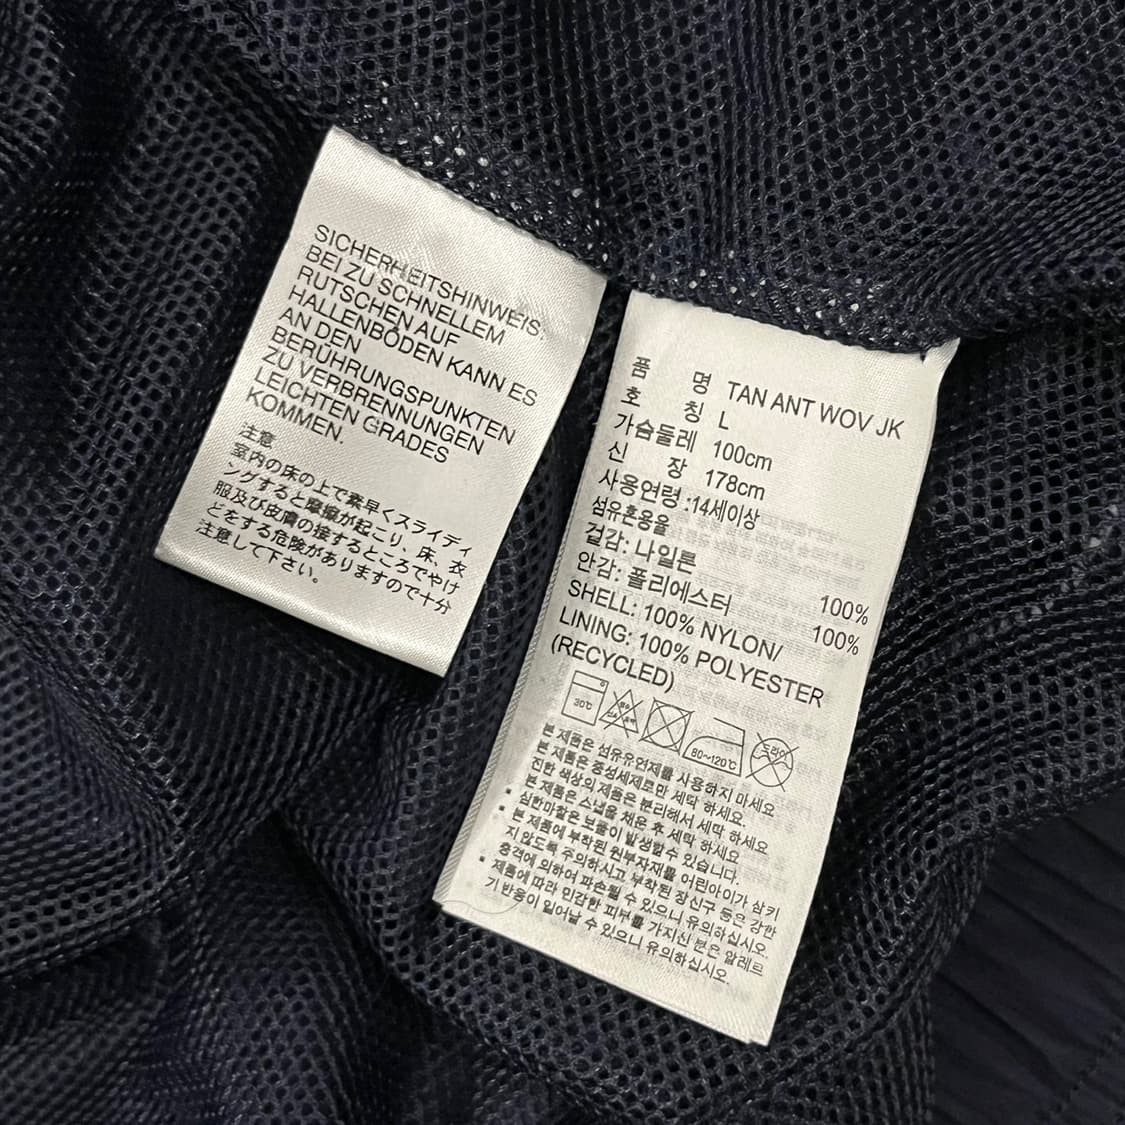 SICHERHEITSHINWEIS:
BEI ZU SCHNELLEM
RUTSCHEN AUF
HALLENBÖDEN KANN ES
AN DEN
BERÜHRUNGSPUNKTEN
ZU VERBRENNUNGEN
LEICHTEN GRADES
KOMMEN.
注意
室内の床の上で素早くスライディ
ングすると摩擦が起こり、床、衣
服及び皮膚の接するところでやけ
どをする危険がありますので十分
注意して下さい。
품 명 TAN ANT WOV JK
호 칭 L
가슴둘레 100cm
신 장 178cm
사용연령 :14세이상
섬유혼용율
겉감: 나일론 100%
안감: 폴리에스터 100%
SHELL: 100% NYLON/
LINING: 100% POLYESTER
(RECYCLED)
30℃
80~120℃
드라이
본 제품은 섬유유연제를 사용하지 마세요
본 제품은 중성세제로만 세탁 하세요.
진한 색상의 제품은 분리해서 세탁 하세요
본 제품은 스냅을 채운 후 세탁 하세요
심한마찰은 보풀이 발생할수 있습니다.
본 제품에 부착된 원부자재를 어린아이가 삼키
지 않도록 주의하시고 부착된 장신구 등은 강한
충격에 의하여 파손될 수 있으니 유의하십시오.
제품에 따라 민감한 피부를 가지신 분은 알레르
기 반응이 일어날 수 있으니 유의하십시오.